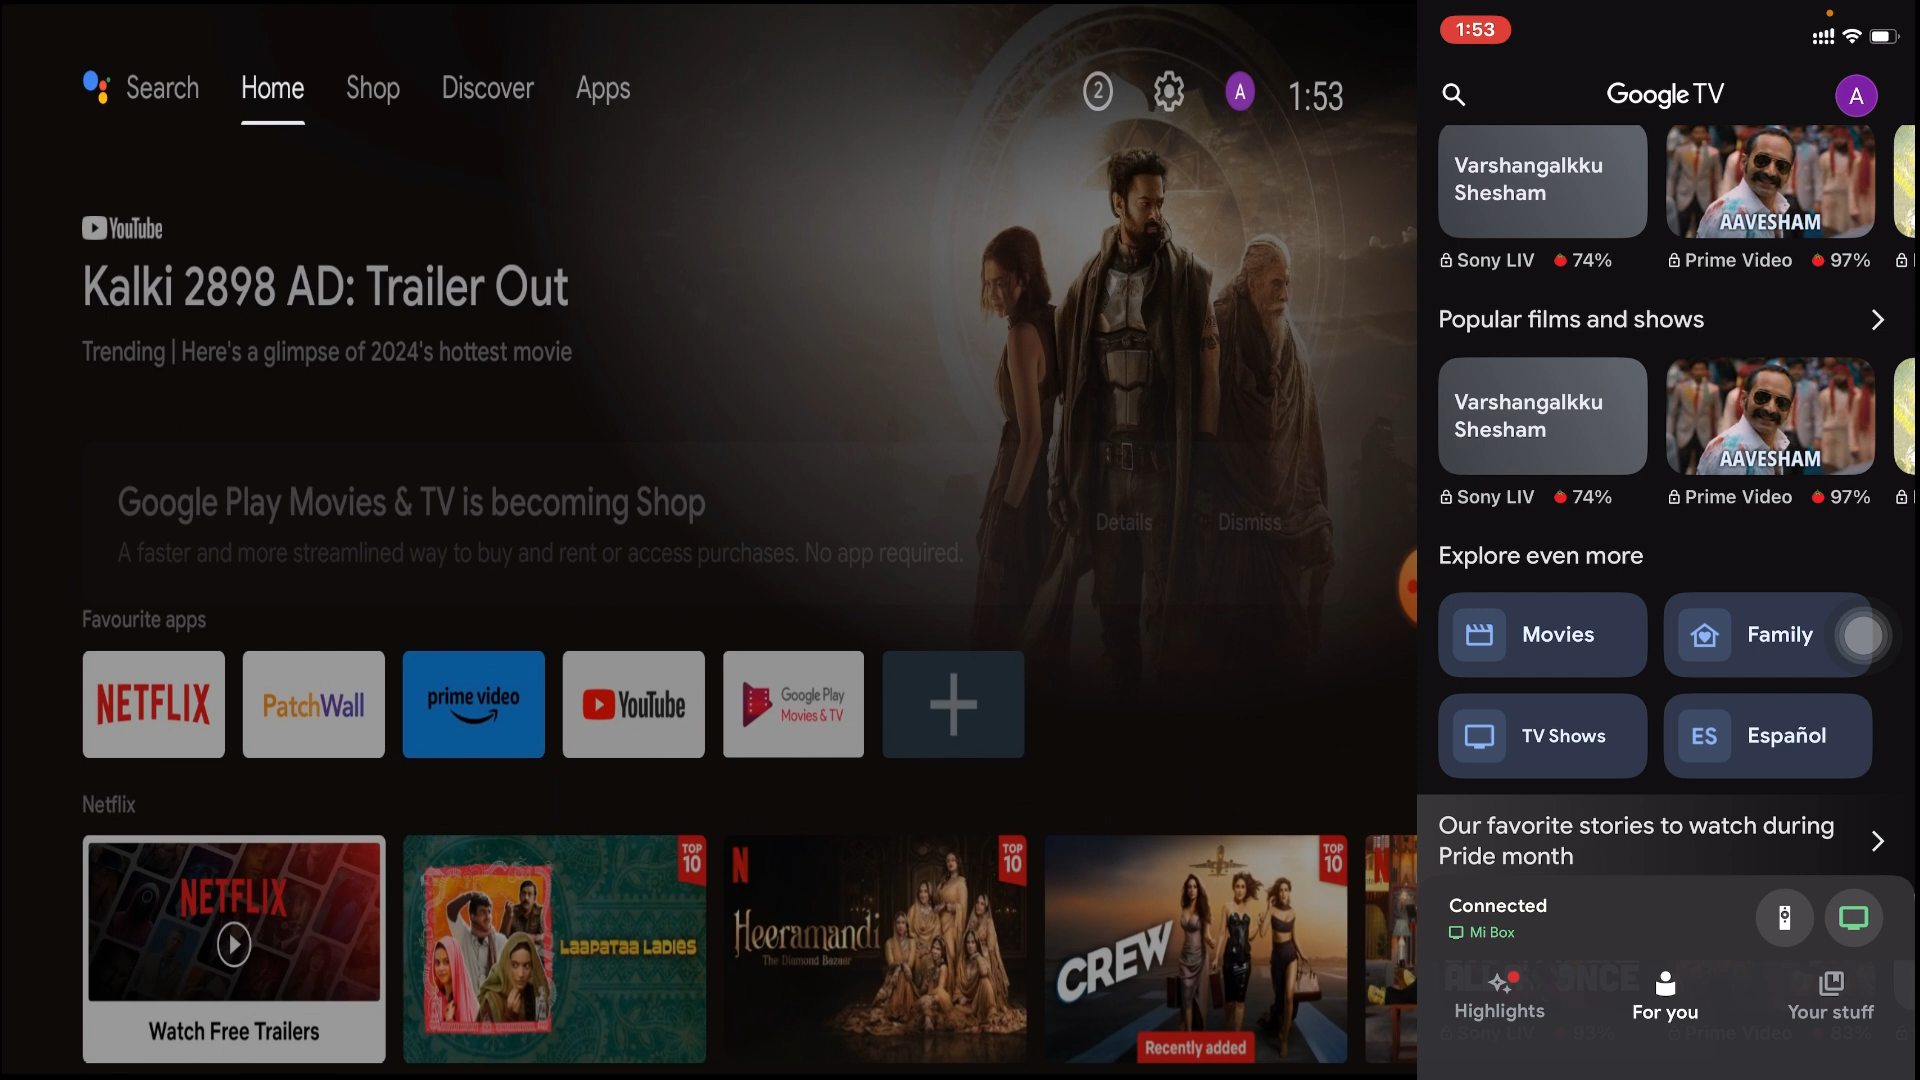 Search
Home
Shop
Discover
Apps
2
A
1:53
YouTube
Kalki 2898 AD: Trailer Out
Trending | Here's a glimpse of 2024's hottest movie
Google Play Movies & TV is becoming Shop
A faster and more streamlined way to buy and rent or access purchases. No app required.
Details
Dismiss
Favourite apps
NETFLIX
PatchWall
prime video
YouTube
Google Play
Movies & TV
Netflix
NETFLIX
Watch Free Trailers
TOP
10
LAAPATAA LADIES
N
TOP
10
Heeramandi
The Diamond Bazaar
TOP
10
CREW
Recently added
N
1:53
Google TV
A
Varshangalkku
Shesham
AAVESHAM
Sony LIV 74%
Prime Video 97%
Popular films and shows
Varshangalkku
Shesham
AAVESHAM
Sony LIV 74%
Prime Video 97%
Explore even more
Movies
Family
TV Shows
ES Español
Our favorite stories to watch during
Pride month
Connected
Mi Box
Highlights
For you
Your stuff
Sony LIV 93%
Prime Video 83%